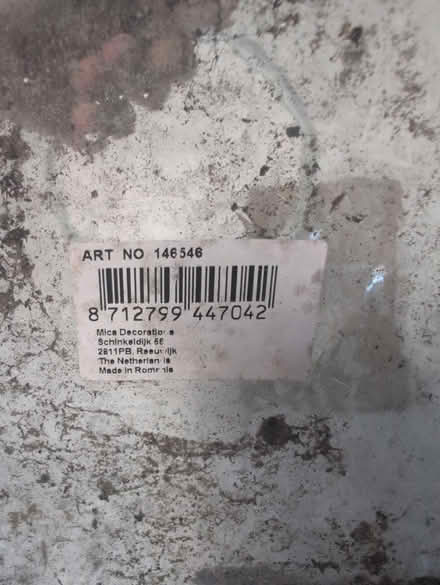 ART NO 146546
8 712799 447042
Mica Decorations
Schinkeldijk 56
2811PB, Reeuwijk
The Netherlands
Made in Romania